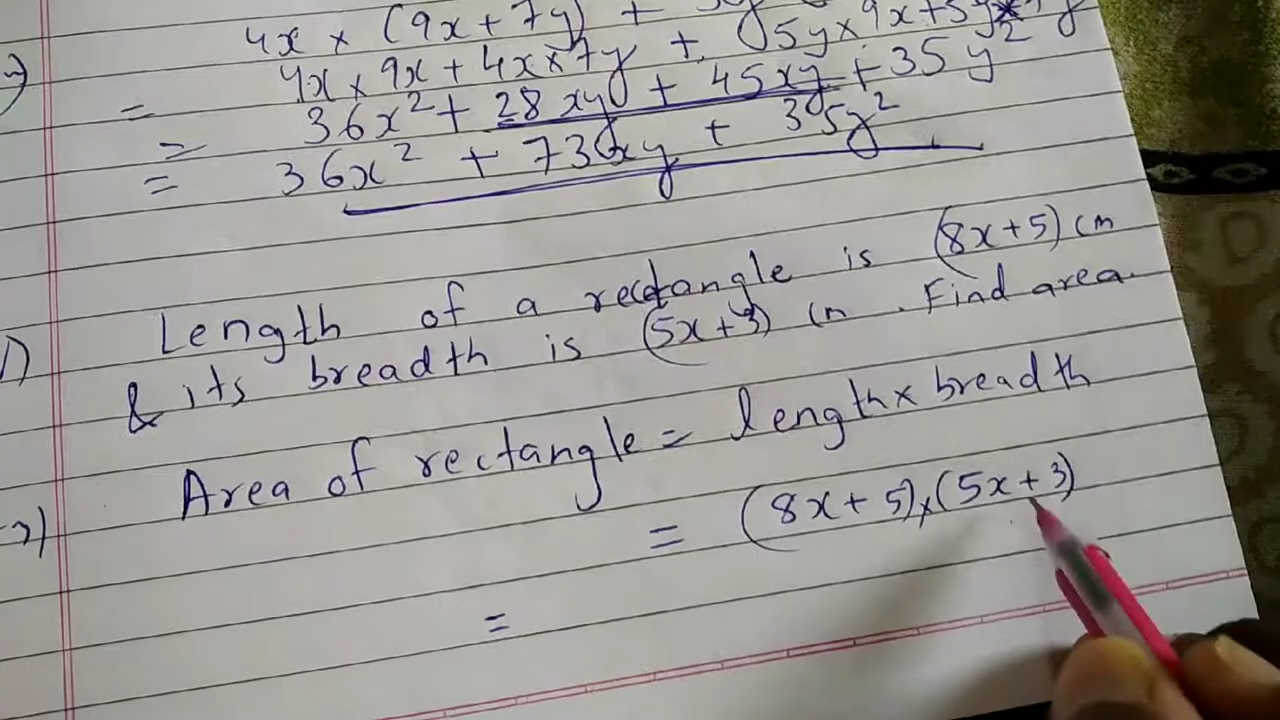 4x × (9x + 7y) +
= 4x × 9x + 4x × 7y + 5y × 9x + 5y × 7y
= 36x² + 28xy + 45xy + 35y²
= 36x² + 73xy + 35y²
1) Length of a rectangle is (8x+5) cm
& its breadth is (5x+3) cm. Find area.
Area of rectangle = length × breadth
= (8x+5)×(5x+3)
=